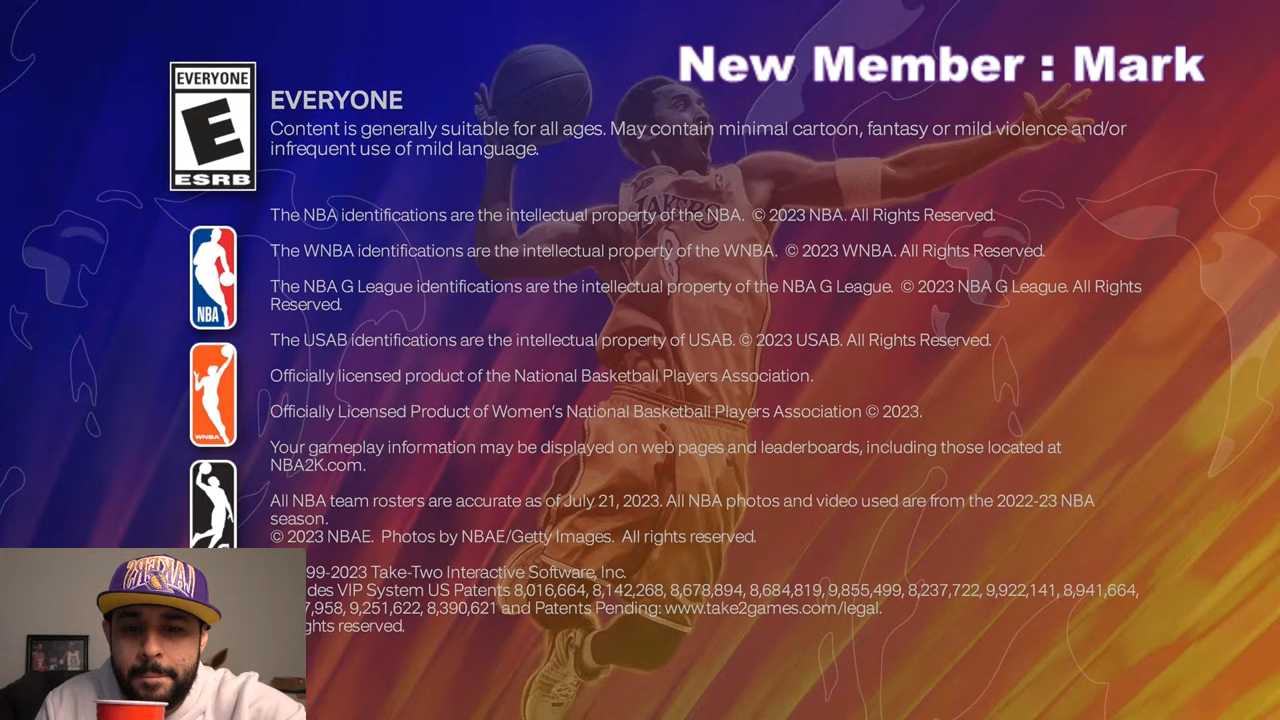 New Member : Mark
EVERYONE
E
ESRB
EVERYONE
Content is generally suitable for all ages. May contain minimal cartoon, fantasy or mild violence and/or
infrequent use of mild language.
LAKERS
8
The NBA identifications are the intellectual property of the NBA. © 2023 NBA. All Rights Reserved.
The WNBA identifications are the intellectual property of the WNBA. © 2023 WNBA. All Rights Reserved.
NBA
The NBA G League identifications are the intellectual property of the NBA G League. © 2023 NBA G League. All Rights
Reserved.
The USAB identifications are the intellectual property of USAB. © 2023 USAB. All Rights Reserved.
Officially licensed product of the National Basketball Players Association.
WNBA
Officially Licensed Product of Women's National Basketball Players Association © 2023.
Your gameplay information may be displayed on web pages and leaderboards, including those located at
NBA2K.com.
All NBA team rosters are accurate as of July 21, 2023. All NBA photos and video used are from the 2022-23 NBA
season.
© 2023 NBAE. Photos by NBAE/Getty Images. All rights reserved.
99-2023 Take-Two Interactive Software, Inc.
des VIP System US Patents 8,016,664, 8,142,268, 8,678,894, 8,684,819, 9,855,499, 8,237,722, 9,922,141, 8,941,664,
7,958, 9,251,622, 8,390,621 and Patents Pending: www.take2games.com/legal.
ghts reserved.
LAKERS